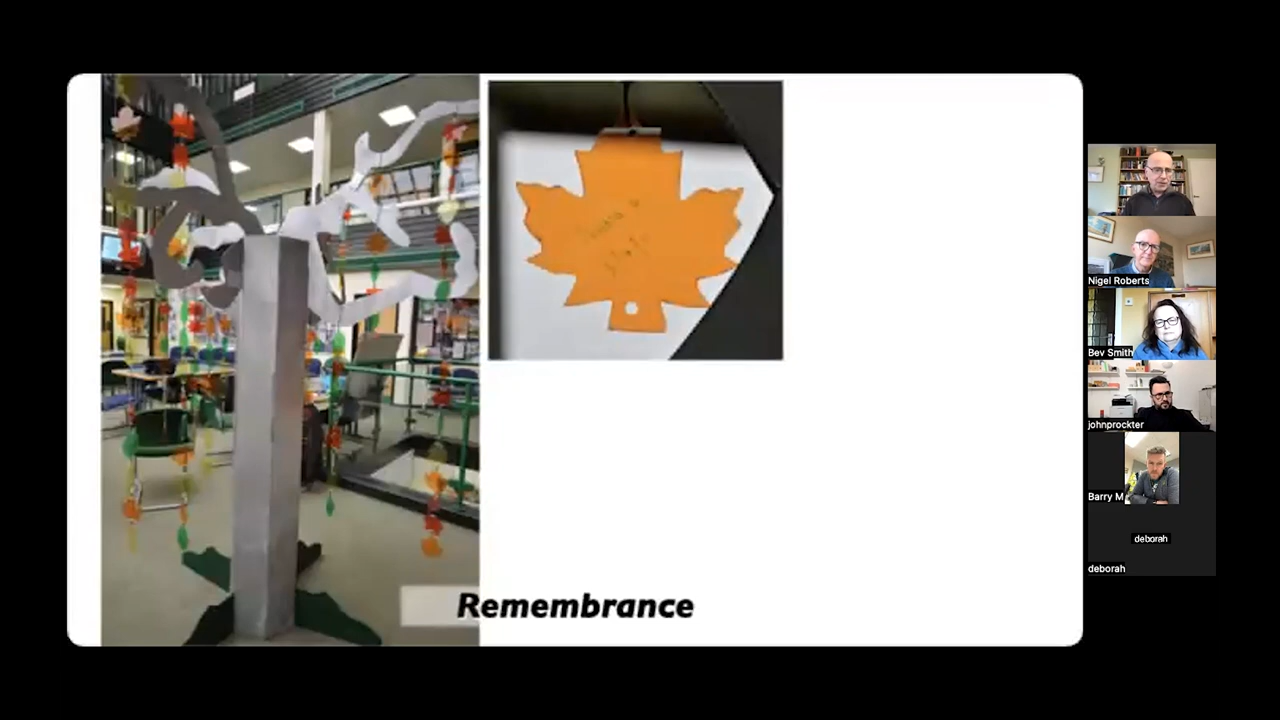 Remembrance
Nigel Roberts
Bev Smith
johnprockter
Barry M
deborah
deborah